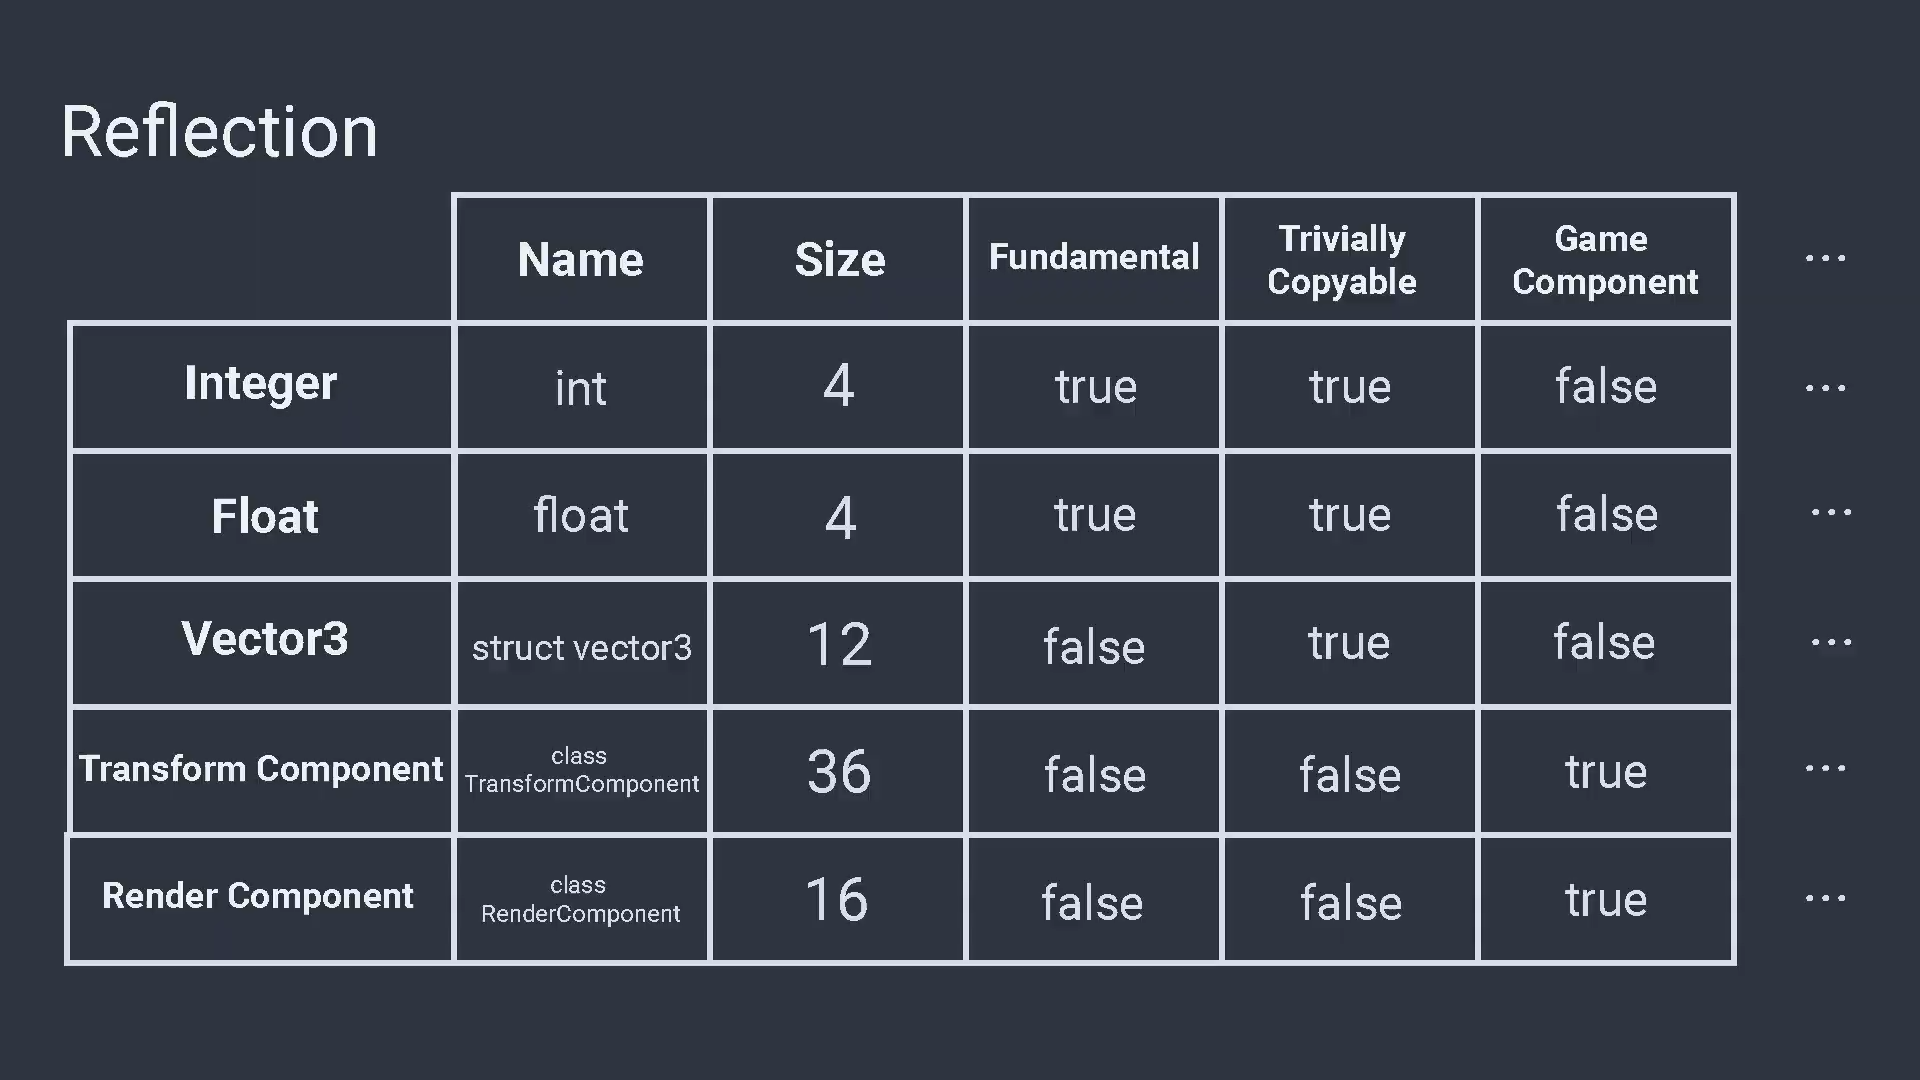 Reflection
Name Size Fundamental Trivially Copyable Game Component ...
Integer int 4 true true false ...
Float float 4 true true false ...
Vector3 struct vector3 12 false true false ...
Transform Component class TransformComponent 36 false false true ...
Render Component class RenderComponent 16 false false true ...